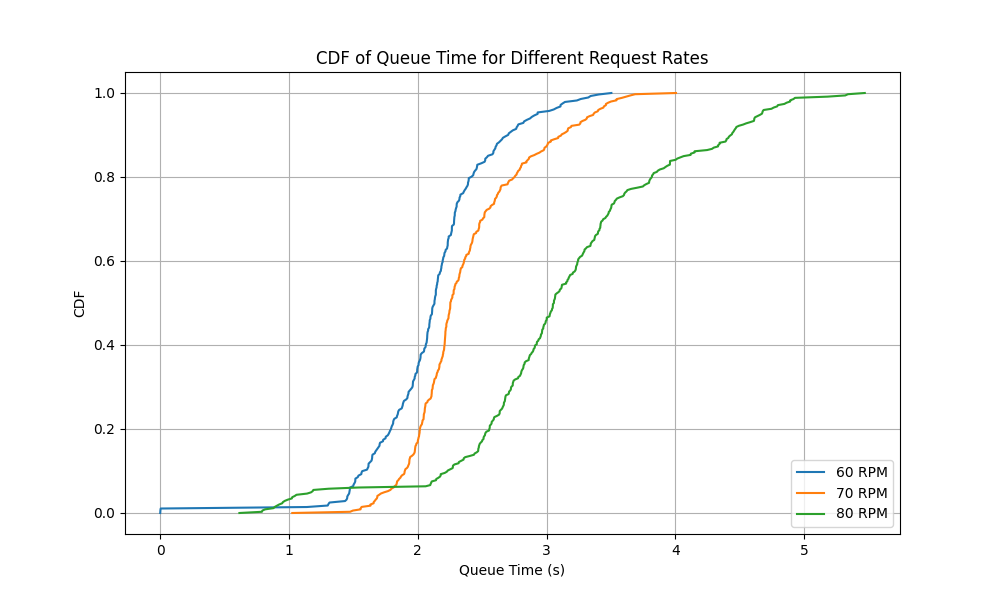 CDF of Queue Time for Different Request Rates
1.0
0.8
0.6
0.4
0.2
0.0
CDF
60 RPM
70 RPM
80 RPM
0 1 2 3 4 5
Queue Time (s)